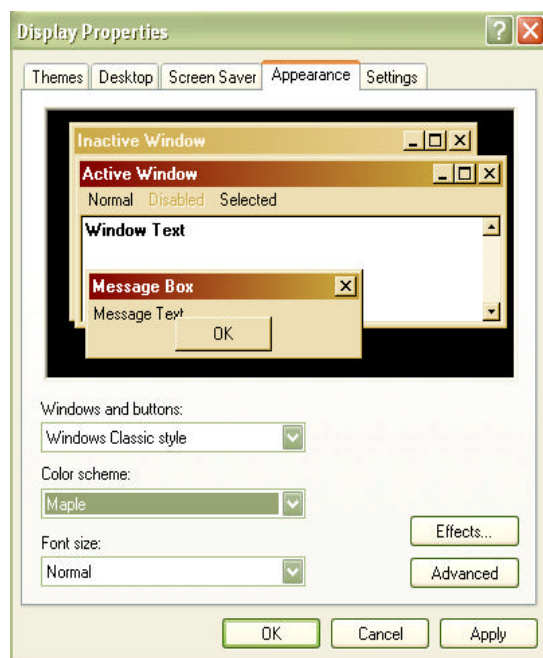 Display Properties
Themes Desktop Screen Saver Appearance Settings
Inactive Window
Active Window
Normal Disabled Selected
Window Text
Message Box
Message Text
OK
Windows and buttons:
Windows Classic style
Color scheme:
Maple
Effects...
Font size:
Normal
Advanced
OK Cancel Apply